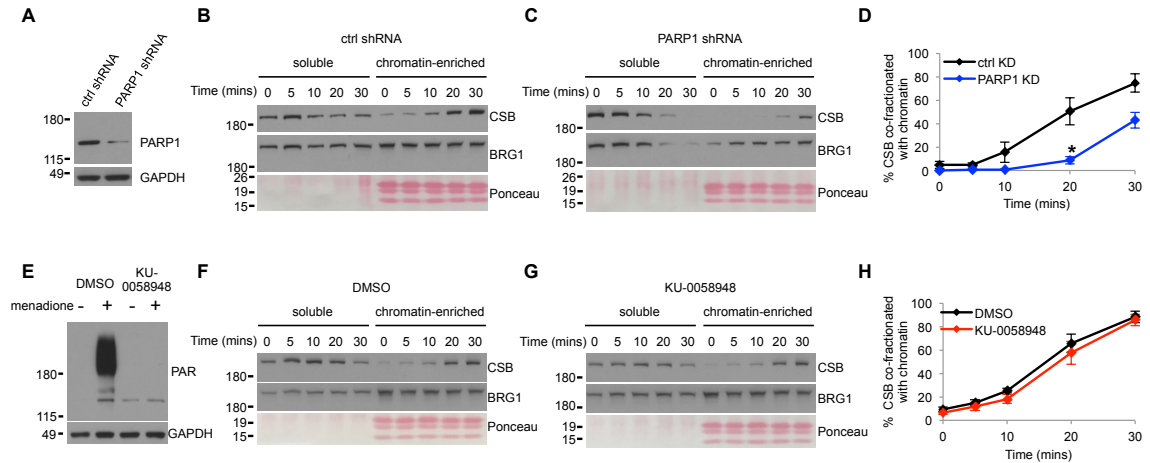 A
ctrl shRNA
PARP1 shRNA
180
115
49
PARP1
GAPDH
B
ctrl shRNA
soluble chromatin-enriched
Time (mins) 0 5 10 20 30 0 5 10 20 30
180
CSB
180
BRG1
26
19
15
Ponceau
C
PARP1 shRNA
soluble chromatin-enriched
Time (mins) 0 5 10 20 30 0 5 10 20 30
180
CSB
180
BRG1
26
19
15
Ponceau
D
ctrl KD
PARP1 KD
% CSB co-fractionated
with chromatin
100
80
60
40
20
0
*
0 10 20 30
Time (mins)
E
DMSO
KU-
0058948
menadione - + - +
180
115
49
PAR
GAPDH
F
DMSO
soluble chromatin-enriched
Time (mins) 0 5 10 20 30 0 5 10 20 30
180
CSB
180
BRG1
19
15
Ponceau
G
KU-0058948
soluble chromatin-enriched
Time (mins) 0 5 10 20 30 0 5 10 20 30
180
CSB
180
BRG1
19
15
Ponceau
H
DMSO
KU-0058948
% CSB co-fractionated
with chromatin
100
80
60
40
20
0
0 10 20 30
Time (mins)